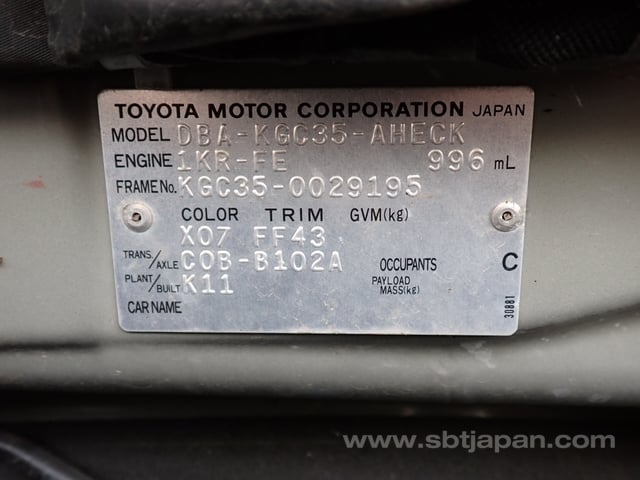 TOYOTA MOTOR CORPORATION JAPAN
MODEL DBA-KGC35-AHECK
ENGINE 1KR-FE 996 mL
FRAME No. KGC35-0029195
COLOR TRIM GVM(kg)
X07 FF43
TRANS./AXLE C0B-B102A OCCUPANTS C
PLANT/BUILT K11 PAYLOAD MASS(kg)
CAR NAME
30881
www.sbtjapan.com